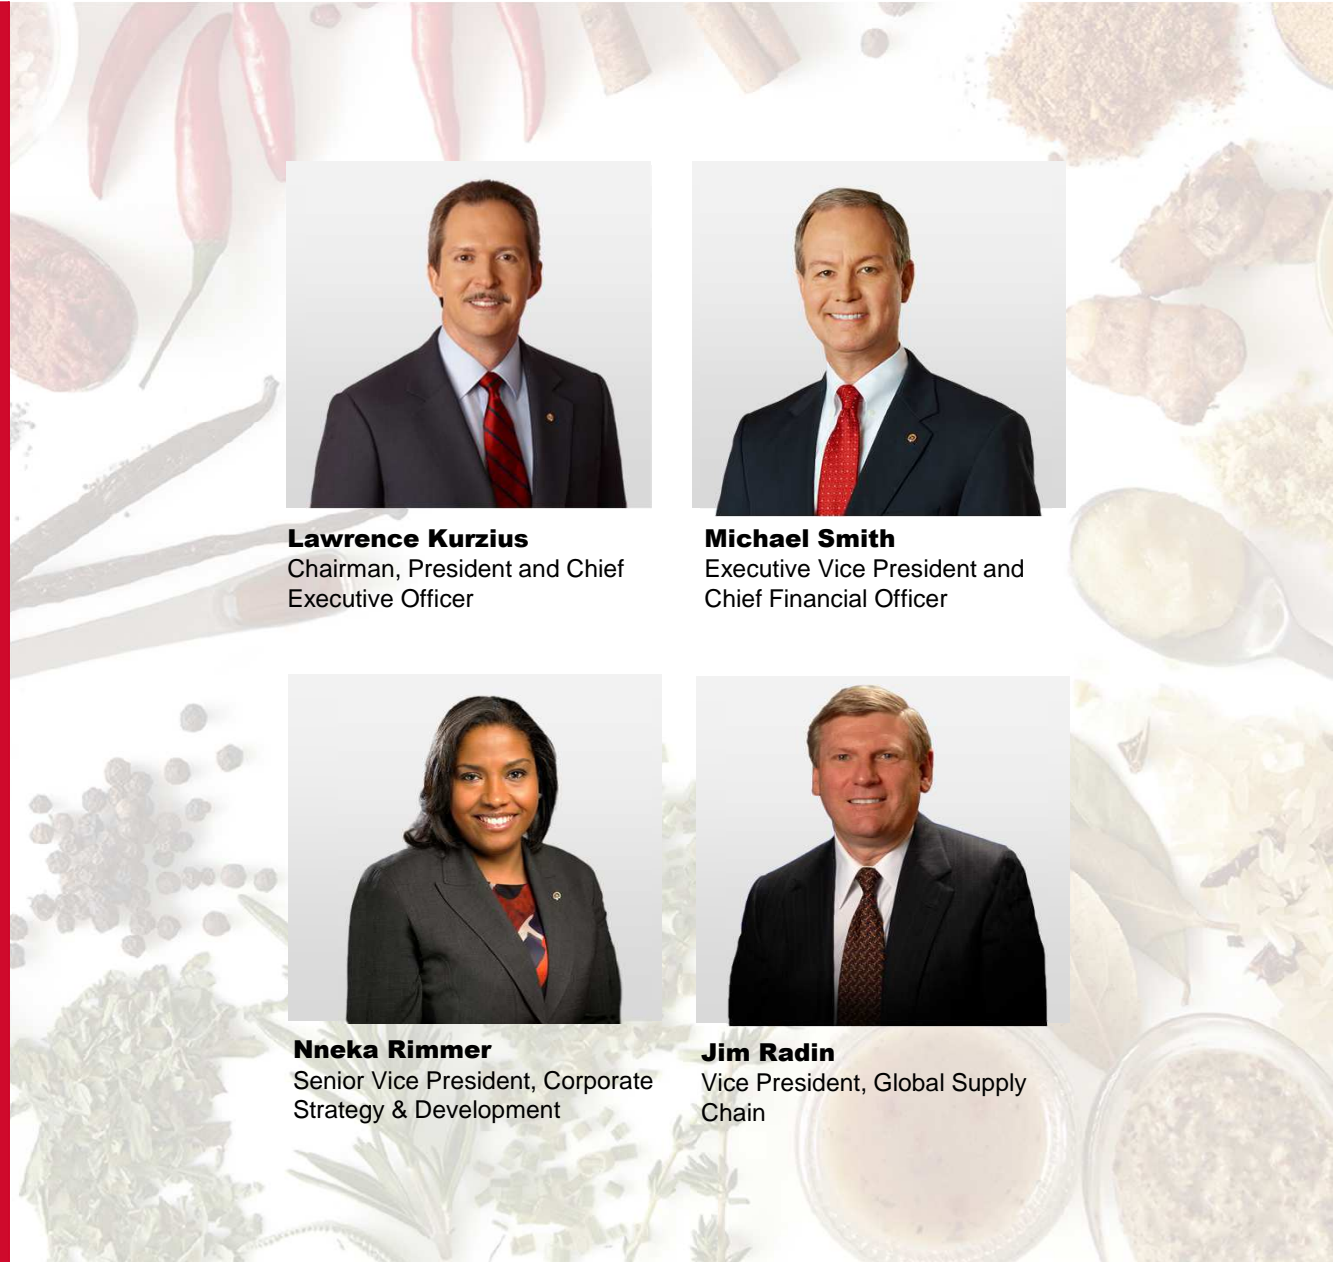 Lawrence Kurzius
Chairman, President and Chief
Executive Officer
Michael Smith
Executive Vice President and
Chief Financial Officer
Nneka Rimmer
Senior Vice President, Corporate
Strategy & Development
Jim Radin
Vice President, Global Supply
Chain